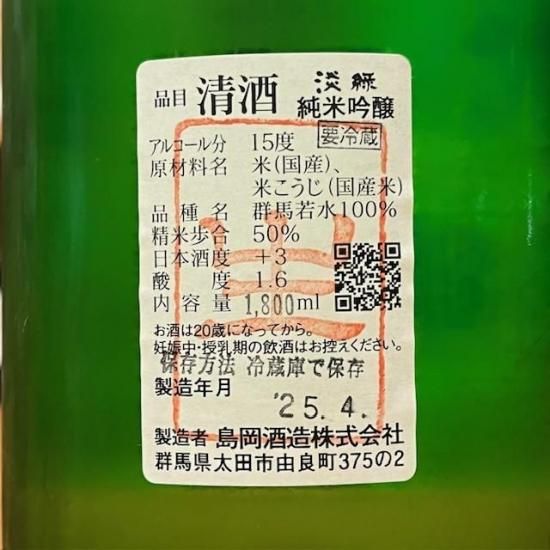 淡緑
品目 清酒 純米吟醸
要冷蔵
アルコール分 15度
原材料名 米(国産)、
米こうじ(国産米)
品種名 群馬若水100%
精米歩合 50%
日本酒度 +3
酸度 1.6
内容量 1,800ml
生
お酒は20歳になってから。
妊娠中・授乳期の飲酒はお控えください。
保存方法 冷蔵庫で保存
製造年月 '25.4.
製造者 島岡酒造株式会社
群馬県太田市由良町375の2